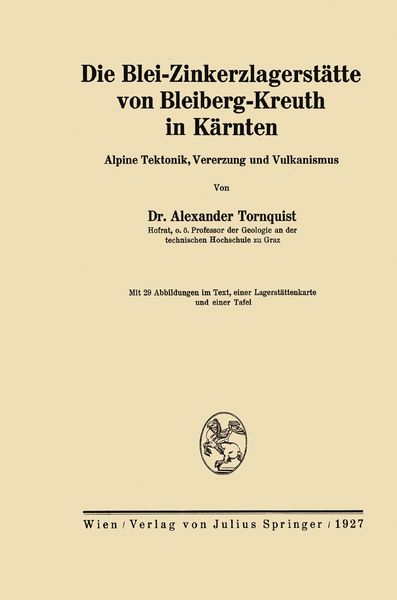 Die Blei-Zinkerzlagerstätte
von Bleiberg-Kreuth
in Kärnten
Alpine Tektonik, Vererzung und Vulkanismus
Von
Dr. Alexander Tornquist
Hofrat, o. ö. Professor der Geologie an der
technischen Hochschule zu Graz
Mit 29 Abbildungen im Text, einer Lagerstättenkarte
und einer Tafel
Wien / Verlag von Julius Springer / 1927